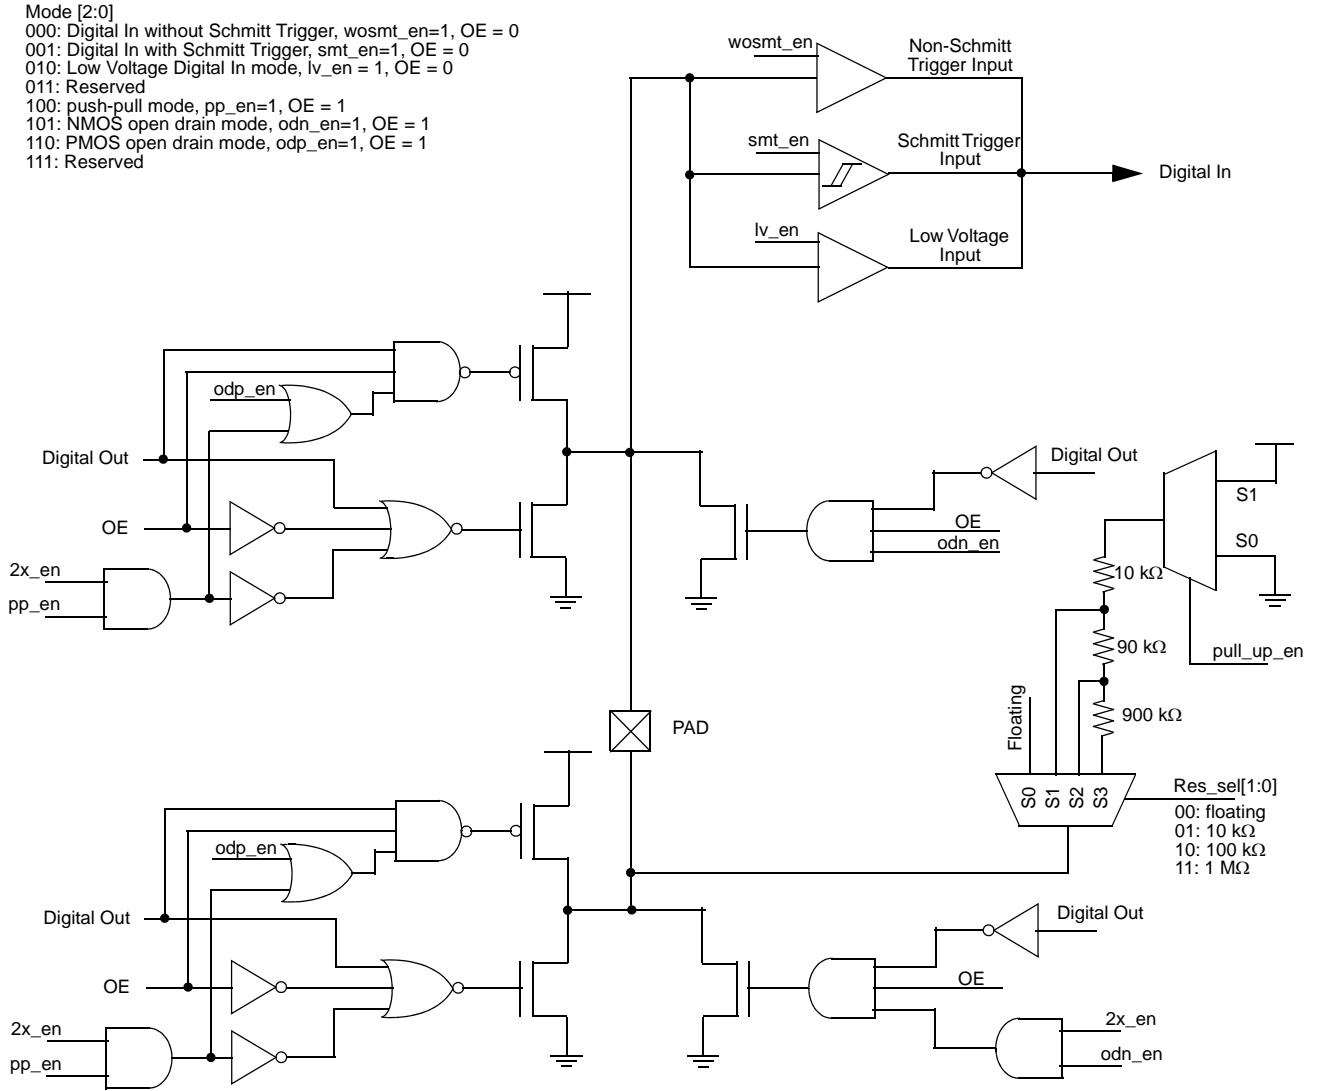 Mode [2:0]
000: Digital In without Schmitt Trigger, wosmt_en=1, OE = 0
001: Digital In with Schmitt Trigger, smt_en=1, OE = 0
010: Low Voltage Digital In mode, lv_en = 1, OE = 0
011: Reserved
100: push-pull mode, pp_en=1, OE = 1
101: NMOS open drain mode, odn_en=1, OE = 1
110: PMOS open drain mode, odp_en=1, OE = 1
111: Reserved
wosmt_en
Non-Schmitt
Trigger Input
smt_en
Schmitt Trigger
Input
Digital In
lv_en
Low Voltage
Input
odp_en
Digital Out
OE
2x_en
pp_en
Digital Out
OE
odn_en
S1
S0
10 kΩ
90 kΩ
900 kΩ
pull_up_en
Floating
PAD
S0
S1
S2
S3
Res_sel[1:0]
00: floating
01: 10 kΩ
10: 100 kΩ
11: 1 MΩ
odp_en
Digital Out
OE
2x_en
pp_en
Digital Out
OE
2x_en
odn_en